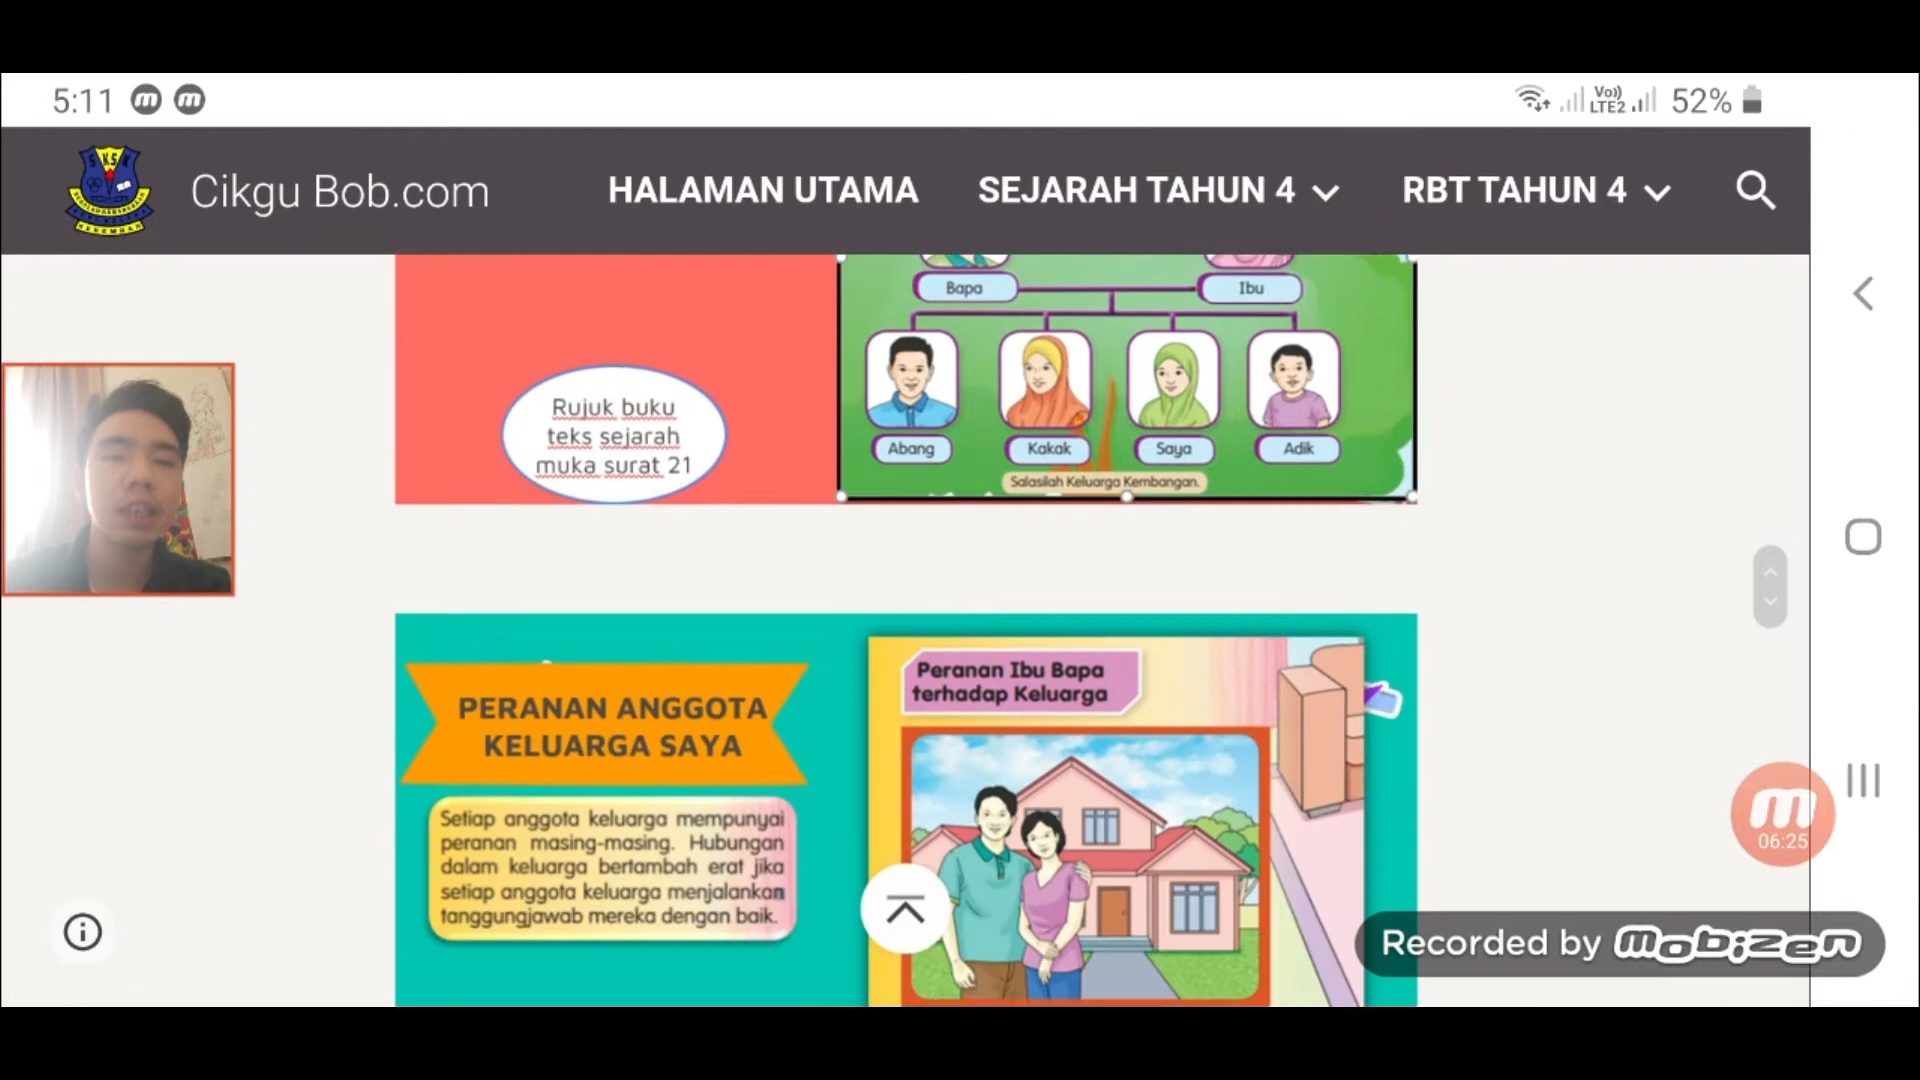 5:11
Vo))
LTE2
52%
S K S K
Cikgu Bob.com
HALAMAN UTAMA
SEJARAH TAHUN 4
RBT TAHUN 4
Bapa
Ibu
Abang
Kakak
Saya
Adik
Salasilah Keluarga Kembangan.
Rujuk buku
teks sejarah
muka surat 21
PERANAN ANGGOTA
KELUARGA SAYA
Setiap anggota keluarga mempunyai
peranan masing-masing. Hubungan
dalam keluarga bertambah erat jika
setiap anggota keluarga menjalankan
tanggungjawab mereka dengan baik.
Peranan Ibu Bapa
terhadap Keluarga
06:25
Recorded by mobizen